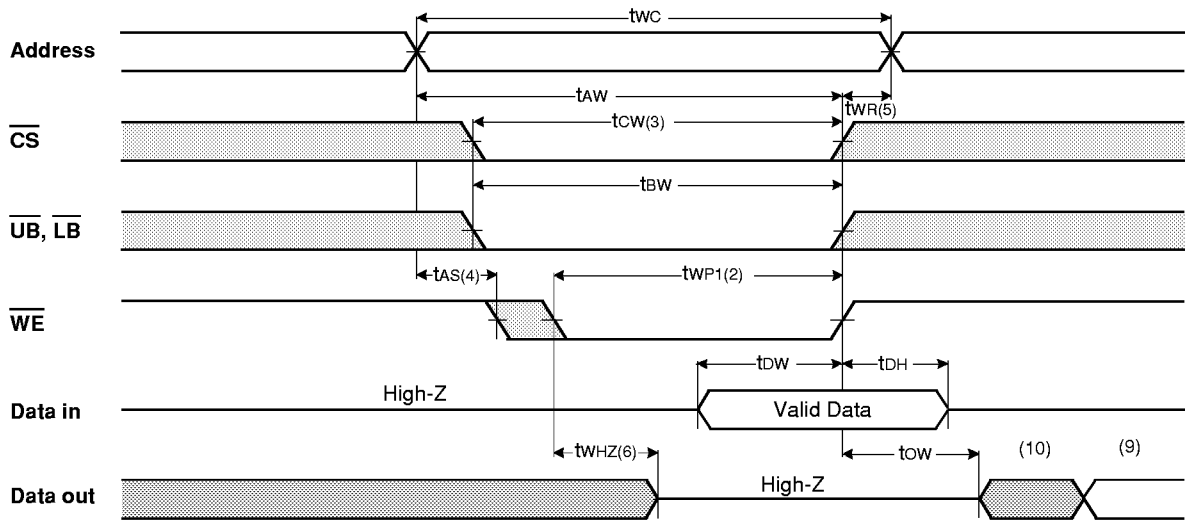 tWC
Address
tAW
tWR(5)
CS
tCW(3)
tBW
UB, LB
tAS(4)
tWP1(2)
WE
tDW
tDH
High-Z
Data in
Valid Data
tWHZ(6)
tOW
(10)
(9)
High-Z
Data out